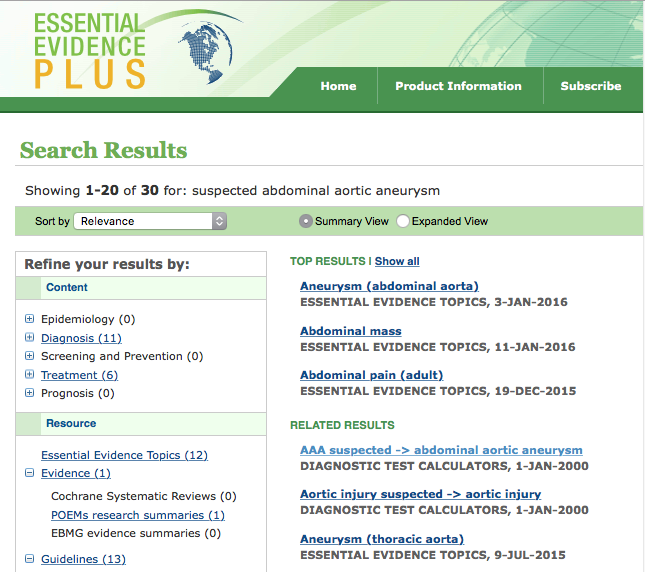 ESSENTIAL
EVIDENCE
PLUS
Home
Product Information
Subscribe
Search Results
Showing 1-20 of 30 for: suspected abdominal aortic aneurysm
Sort by Relevance
Summary View
Expanded View
Refine your results by:
Content
Epidemiology (0)
Diagnosis (11)
Screening and Prevention (0)
Treatment (6)
Prognosis (0)
Resource
Essential Evidence Topics (12)
Evidence (1)
Cochrane Systematic Reviews (0)
POEMs research summaries (1)
EBMG evidence summaries (0)
Guidelines (13)
TOP RESULTS | Show all
Aneurysm (abdominal aorta)
ESSENTIAL EVIDENCE TOPICS, 3-JAN-2016
Abdominal mass
ESSENTIAL EVIDENCE TOPICS, 11-JAN-2016
Abdominal pain (adult)
ESSENTIAL EVIDENCE TOPICS, 19-DEC-2015
RELATED RESULTS
AAA suspected -> abdominal aortic aneurysm
DIAGNOSTIC TEST CALCULATORS, 1-JAN-2000
Aortic injury suspected -> aortic injury
DIAGNOSTIC TEST CALCULATORS, 1-JAN-2000
Aneurysm (thoracic aorta)
ESSENTIAL EVIDENCE TOPICS, 9-JUL-2015